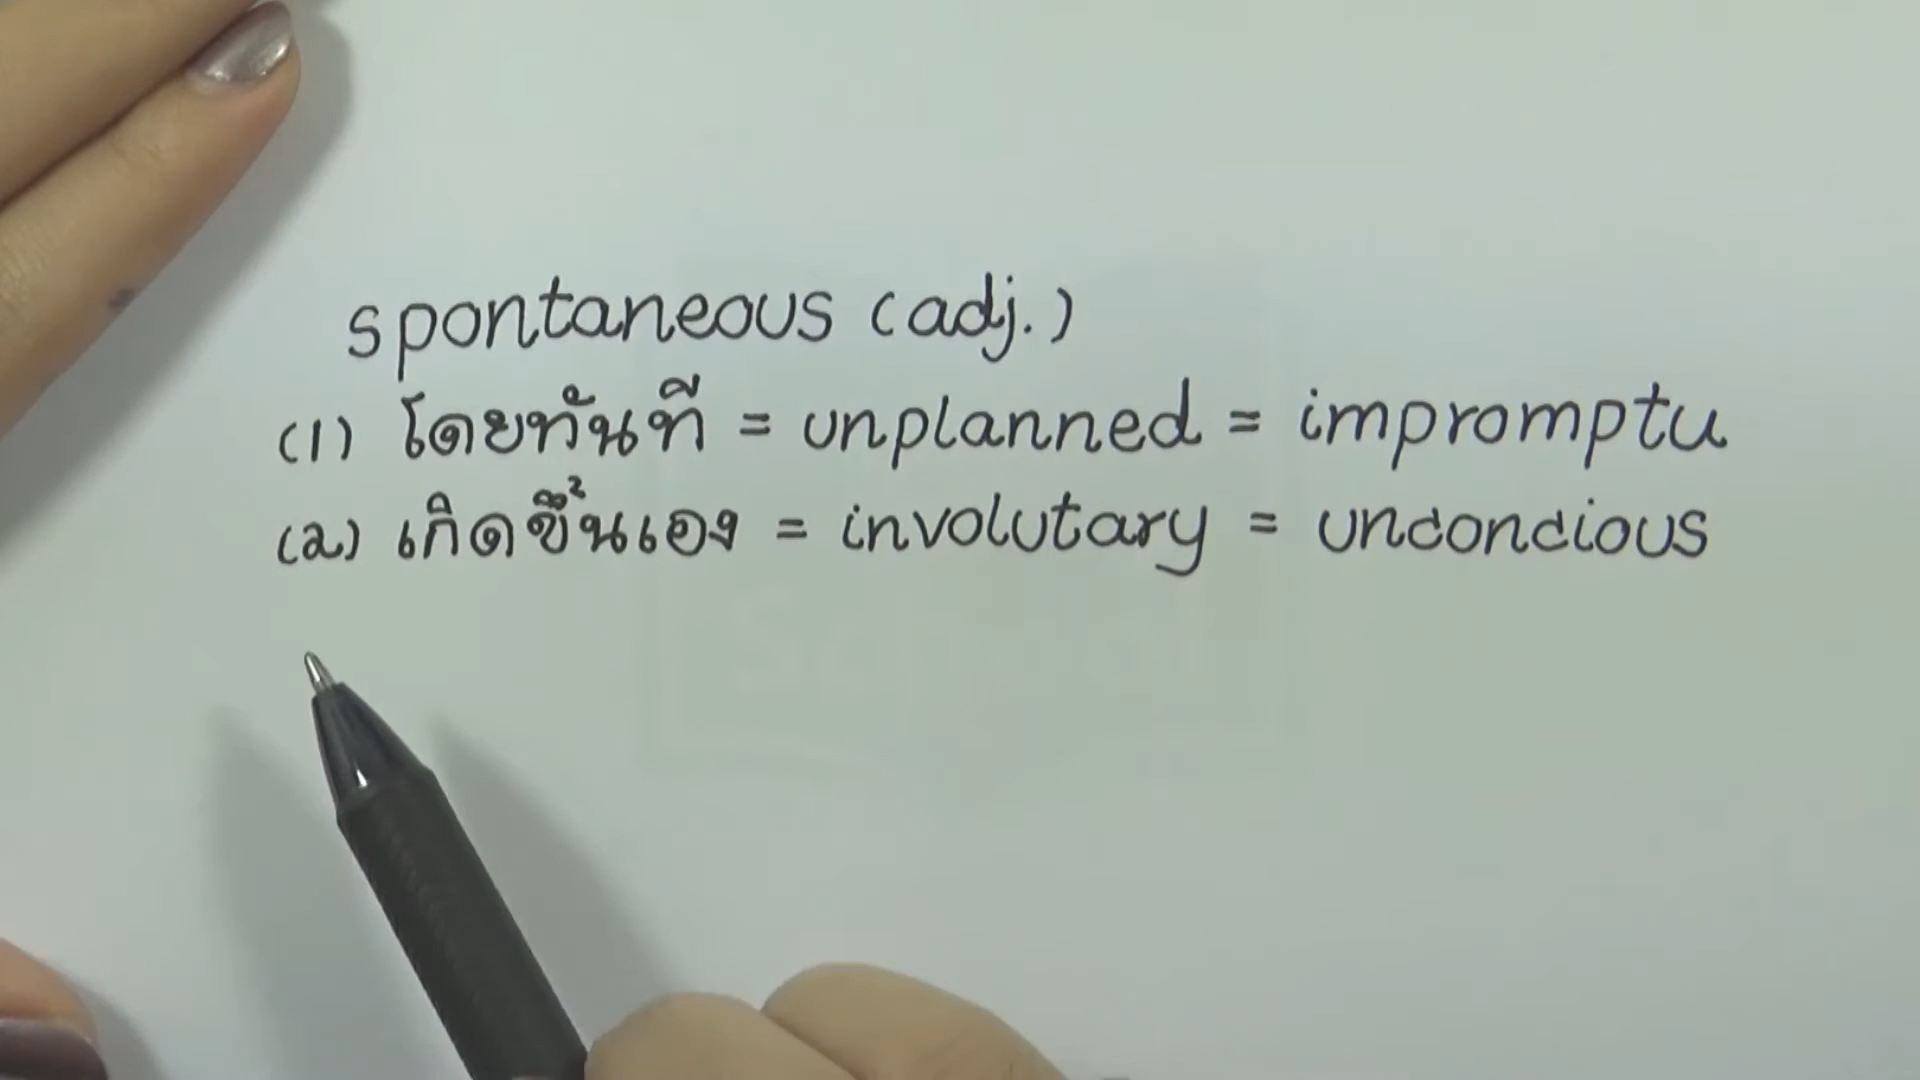 spontaneous (adj.)
(1) โดยทันที = unplanned = impromptu
(2) เกิดขึ้นเอง = involutary = unconcious